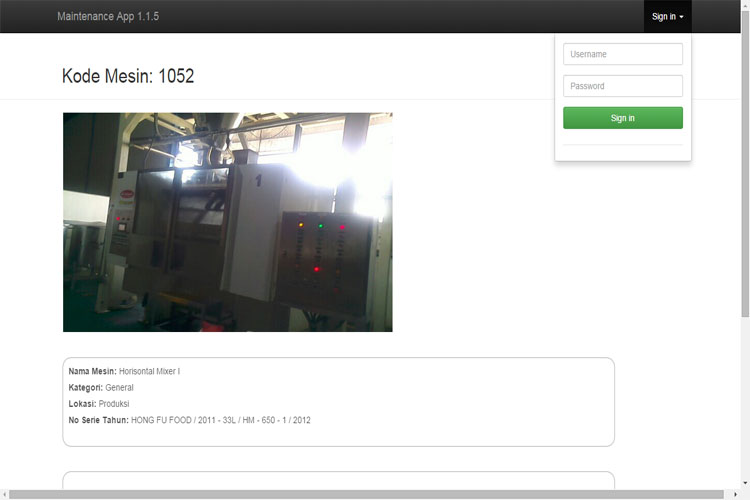 Maintenance App 1.1.5
Sign in
Username
Password
Sign in
Kode Mesin: 1052
1
Nama Mesin: Horisontal Mixer I
Kategori: General
Lokasi: Produksi
No Serie Tahun: HONG FU FOOD / 2011 - 33L / HM - 650 - 1 / 2012